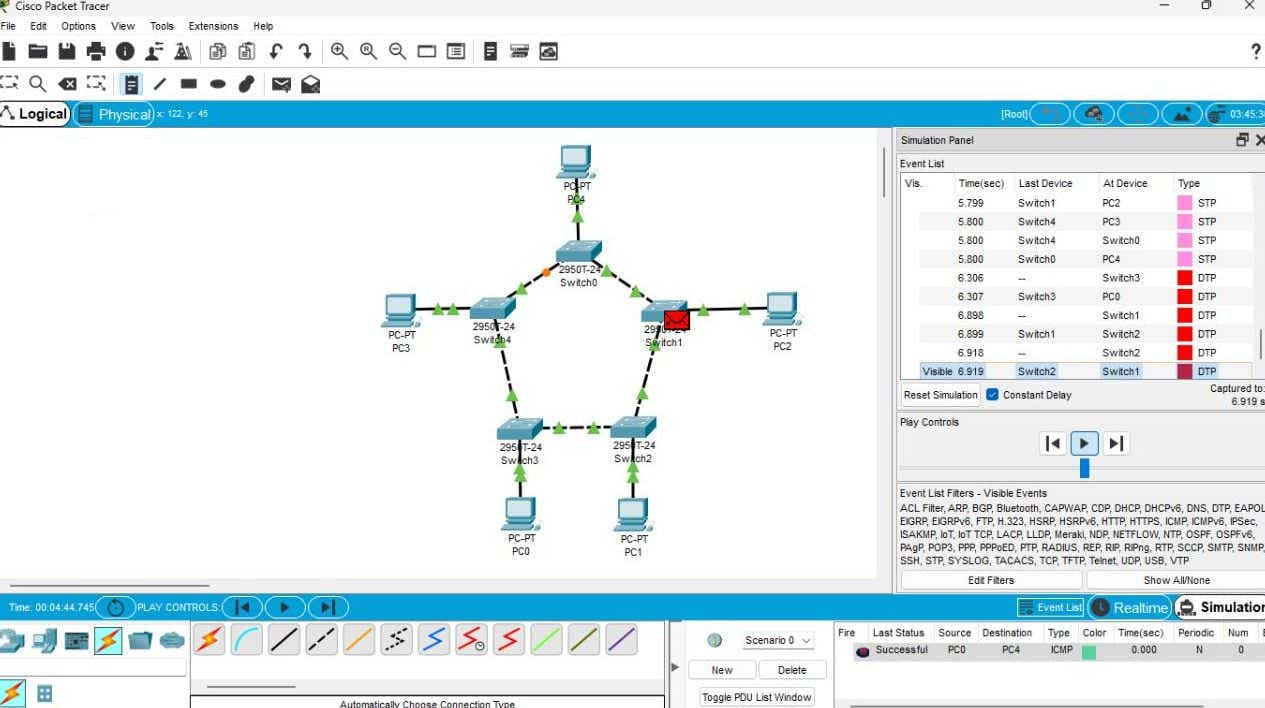 Cisco Packet Tracer
File Edit Options View Tools Extensions Help
?
Logical Physical x: 122, y: 45 [Root] 03:45:3
Simulation Panel
Event List
Vis. Time(sec) Last Device At Device Type
5.799 Switch1 PC2 STP
5.800 Switch4 PC3 STP
5.800 Switch4 Switch0 STP
5.800 Switch0 PC4 STP
6.306 -- Switch3 DTP
6.307 Switch3 PC0 DTP
6.898 -- Switch1 DTP
6.899 Switch1 Switch2 DTP
6.918 -- Switch2 DTP
Visible 6.919 Switch2 Switch1 DTP
Reset Simulation Constant Delay Captured to:
6.919 s
Play Controls
Event List Filters - Visible Events
ACL Filter, ARP, BGP, Bluetooth, CAPWAP, CDP, DHCP, DHCPv6, DNS, DTP, EAPOL
EIGRP, EIGRPv6, FTP, H.323, HSRP, HSRPv6, HTTP, HTTPS, ICMP, ICMPv6, IPSec,
ISAKMP, IoT, IoT TCP, LACP, LLDP, Meraki, NDP, NETFLOW, NTP, OSPF, OSPFv6,
PAgP, POP3, PPP, PPPoED, PTP, RADIUS, REP, RIP, RIPng, RTP, SCCP, SMTP, SNMP,
SSH, STP, SYSLOG, TACACS, TCP, TFTP, Telnet, UDP, USB, VTP
Edit Filters Show All/None
PC-PT
PC4
2950T-24
Switch0
PC-PT
PC3
2950T-24
Switch4
2950T-24
Switch1
PC-PT
PC2
2950T-24
Switch3
2950T-24
Switch2
PC-PT
PC0
PC-PT
PC1
Time: 00:04:44.745 PLAY CONTROLS: Event List Realtime Simulation
Automatically Choose Connection Type
Scenario 0
New Delete
Toggle PDU List Window
Fire Last Status Source Destination Type Color Time(sec) Periodic Num E
Successful PC0 PC4 ICMP 0.000 N 0